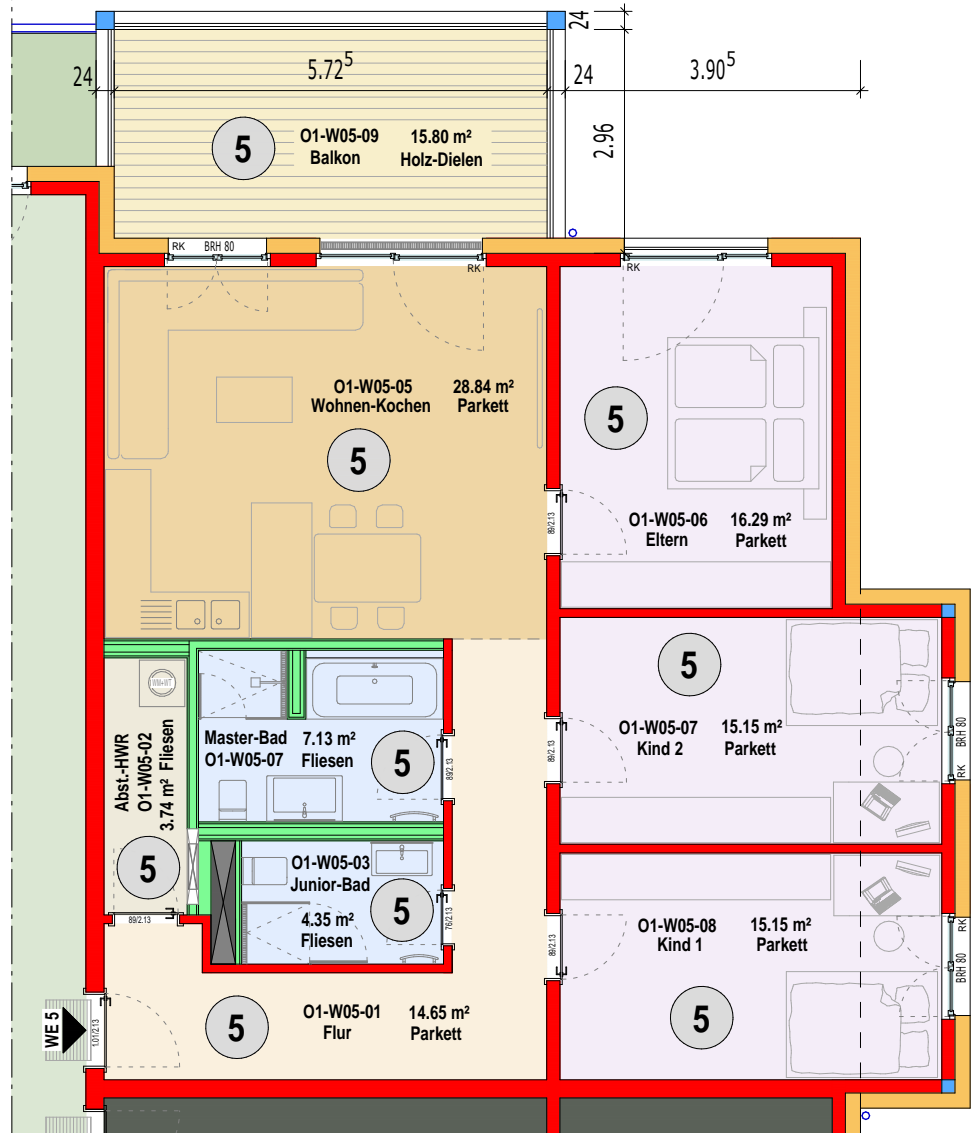 24
24
5.72⁵
24
3.90⁵
2.96
5
O1-W05-09 15.80 m²
Balkon Holz-Dielen
RK BRH 80
RK
RK
O1-W05-05 28.84 m²
Wohnen-Kochen Parkett
5
5
89/2.13
O1-W05-06 16.29 m²
Eltern Parkett
WM+WT
Abst.-HWR
O1-W05-02
3.74 m² Fliesen
5
89/2.13
Master-Bad 7.13 m²
O1-W05-07 Fliesen
5
89/2.13
O1-W05-03
Junior-Bad
4.35 m²
Fliesen
5
76/2.13
5
O1-W05-07 15.15 m²
Kind 2 Parkett
89/2.13
BRH 80
RK
O1-W05-08 15.15 m²
Kind 1 Parkett
5
89/2.13
RK
BRH 80
WE 5
1.01/2.13
5
O1-W05-01 14.65 m²
Flur Parkett